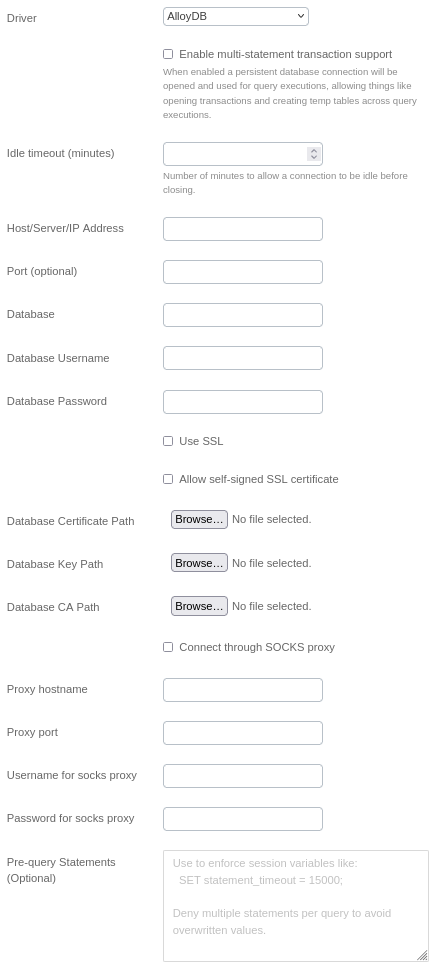 Driver
AlloyDB
Enable multi-statement transaction support
When enabled a persistent database connection will be
opened and used for query executions, allowing things like
opening transactions and creating temp tables across query
executions.
Idle timeout (minutes)
Number of minutes to allow a connection to be idle before
closing.
Host/Server/IP Address
Port (optional)
Database
Database Username
Database Password
Use SSL
Allow self-signed SSL certificate
Database Certificate Path
Browse... No file selected.
Database Key Path
Browse... No file selected.
Database CA Path
Browse... No file selected.
Connect through SOCKS proxy
Proxy hostname
Proxy port
Username for socks proxy
Password for socks proxy
Pre-query Statements
(Optional)
Use to enforce session variables like:
SET statement_timeout = 15000;
Deny multiple statements per query to avoid
overwritten values.